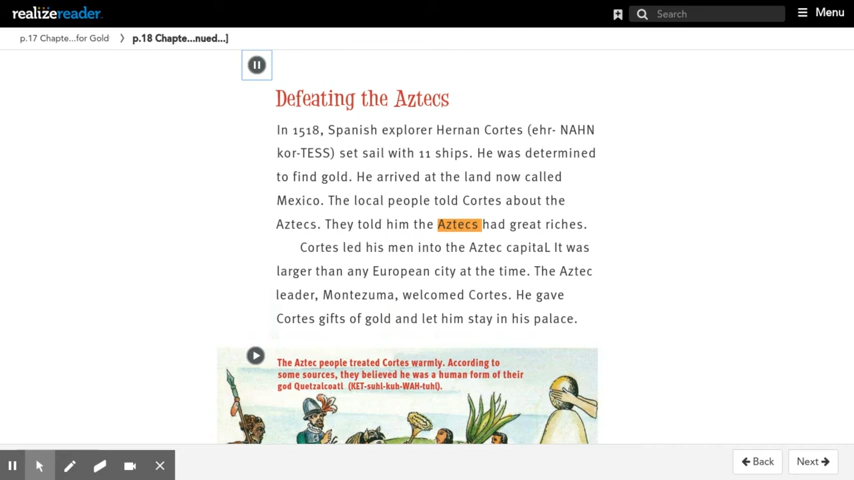 realizereader.
Search
Menu
p.17 Chapte...for Gold
p.18 Chapte...nued...]
Defeating the Aztecs
In 1518, Spanish explorer Hernan Cortes (ehr- NAHN
kor-TESS) set sail with 11 ships. He was determined
to find gold. He arrived at the land now called
Mexico. The local people told Cortes about the
Aztecs. They told him the Aztecs had great riches.
Cortes led his men into the Aztec capitaL It was
larger than any European city at the time. The Aztec
leader, Montezuma, welcomed Cortes. He gave
Cortes gifts of gold and let him stay in his palace.
The Aztec people treated Cortes warmly. According to
some sources, they believed he was a human form of their
god Quetzalcoatl (KET-suhl-kuh-WAH-tuhl).
Back
Next